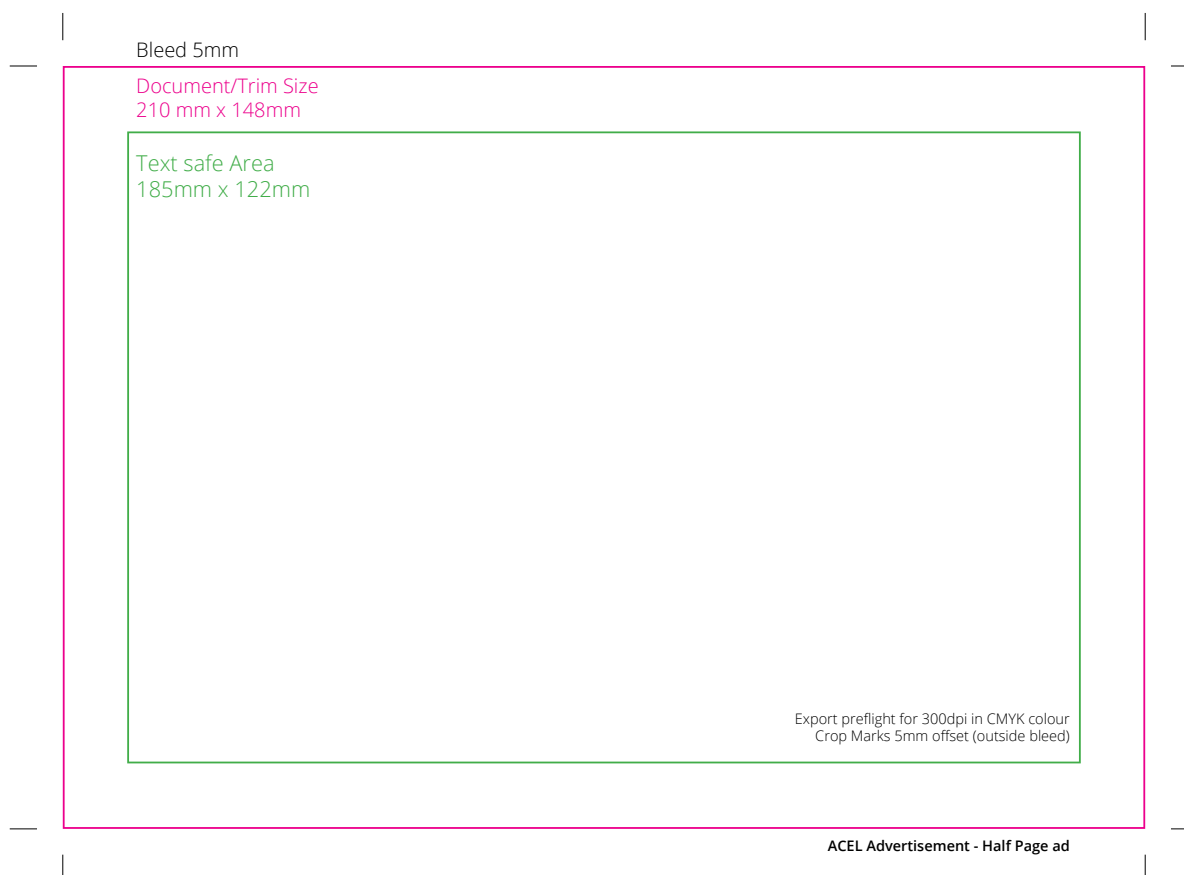 Bleed 5mm
Document/Trim Size
210 mm x 148mm
Text safe Area
185mm x 122mm
Export preflight for 300dpi in CMYK colour
Crop Marks 5mm offset (outside bleed)
ACEL Advertisement - Half Page ad